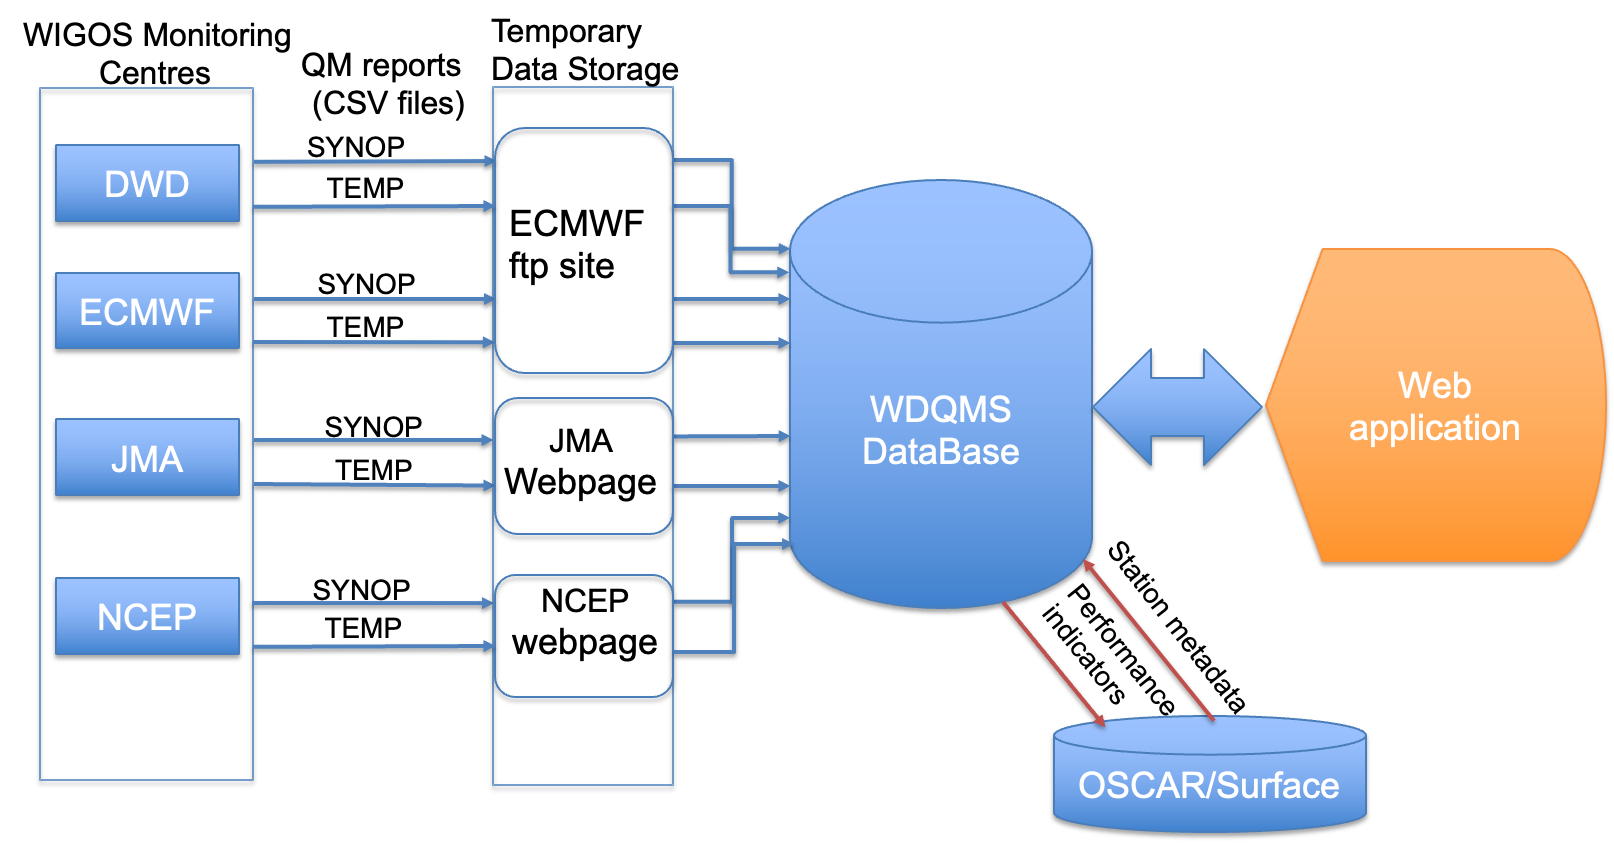 WIGOS Monitoring
Centres
QM reports
(CSV files)
Temporary
Data Storage
DWD
SYNOP
TEMP
ECMWF
SYNOP
TEMP
JMA
SYNOP
TEMP
NCEP
SYNOP
TEMP
ECMWF
ftp site
JMA
Webpage
NCEP
webpage
WDQMS
DataBase
Web
application
Station metadata
Performance
indicators
OSCAR/Surface